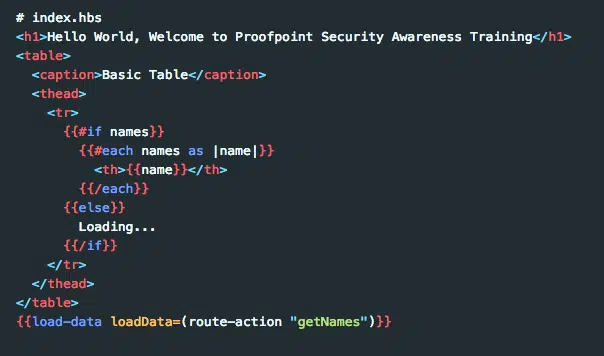 # index.hbs
<h1>Hello World, Welcome to Proofpoint Security Awareness Training</h1>
<table>
  <caption>Basic Table</caption>
  <thead>
    <tr>
      {{#if names}}
        {{#each names as |name|}}
          <th>{{name}}</th>
        {{/each}}
      {{else}}
        Loading...
      {{/if}}
    </tr>
  </thead>
</table>
{{load-data loadData=(route-action "getNames")}}